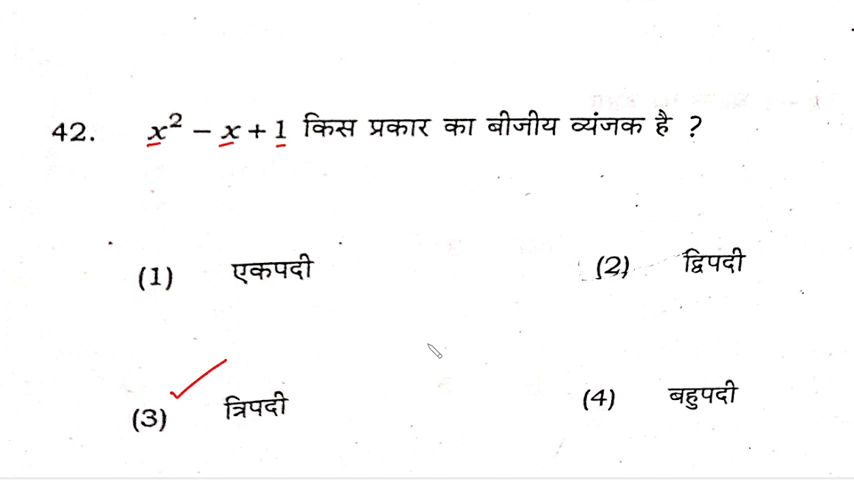 42. x² – x + 1 किस प्रकार का बीजीय व्यंजक है ?
(1) एकपदी (2) द्विपदी
(3) त्रिपदी (4) बहुपदी